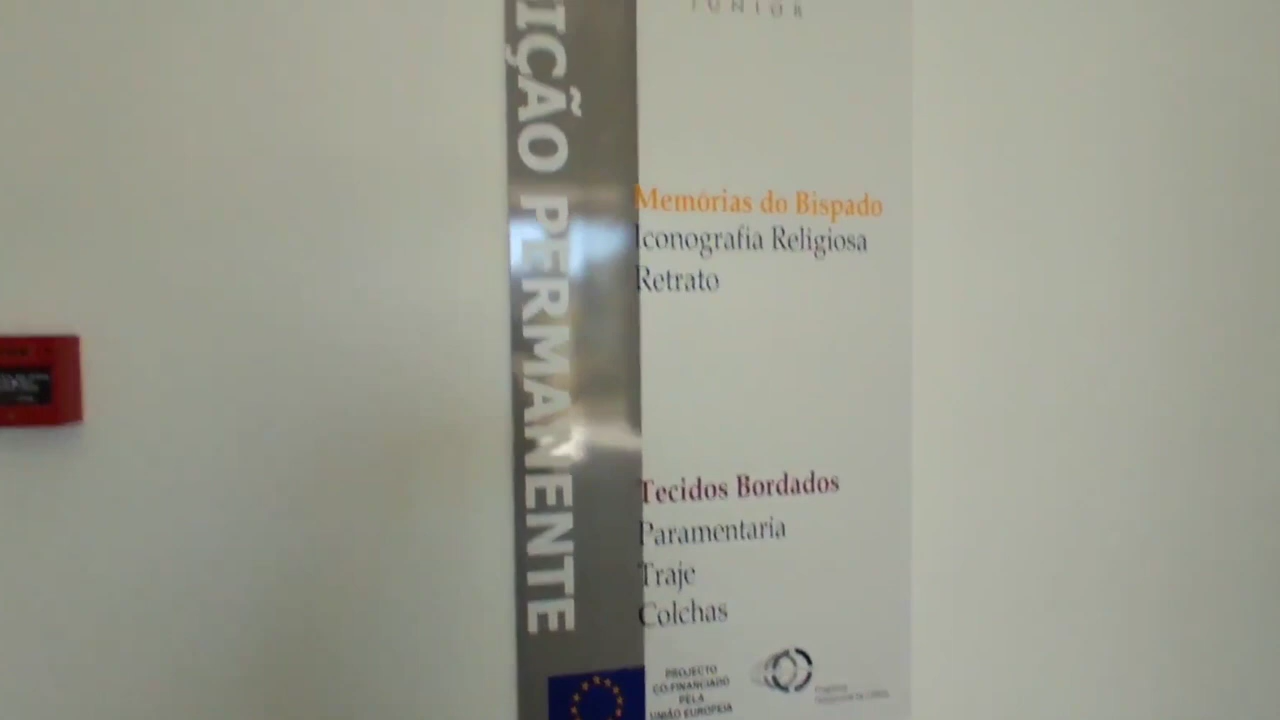 JUNIOR
IÇÃO PERMANENTE
Memórias do Bispado
Iconografia Religiosa
Retrato
Tecidos Bordados
Paramentaria
Traje
Colchas
PROJECTO
CO-FINANCIADO
PELA
UNIÃO EUROPEIA